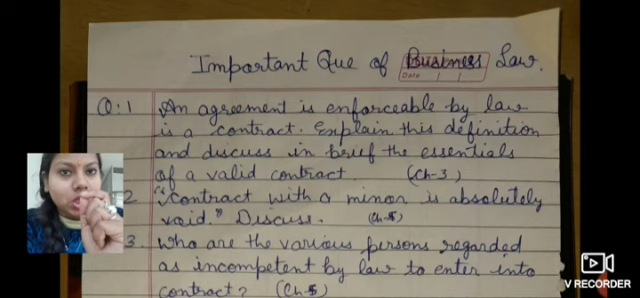 Important Que of Business Law.
Date
Q:1 An agreement is enforceable by law
is a contract. Explain this definition
and discuss in brief the essentials
of a valid contract. (Ch-3)
2 "Contract with a minor is absolutely
void." Discuss. (Ch-5)
3. Who are the various persons regarded
as incompetent by law to enter into
contract? (Ch-5)
V RECORDER